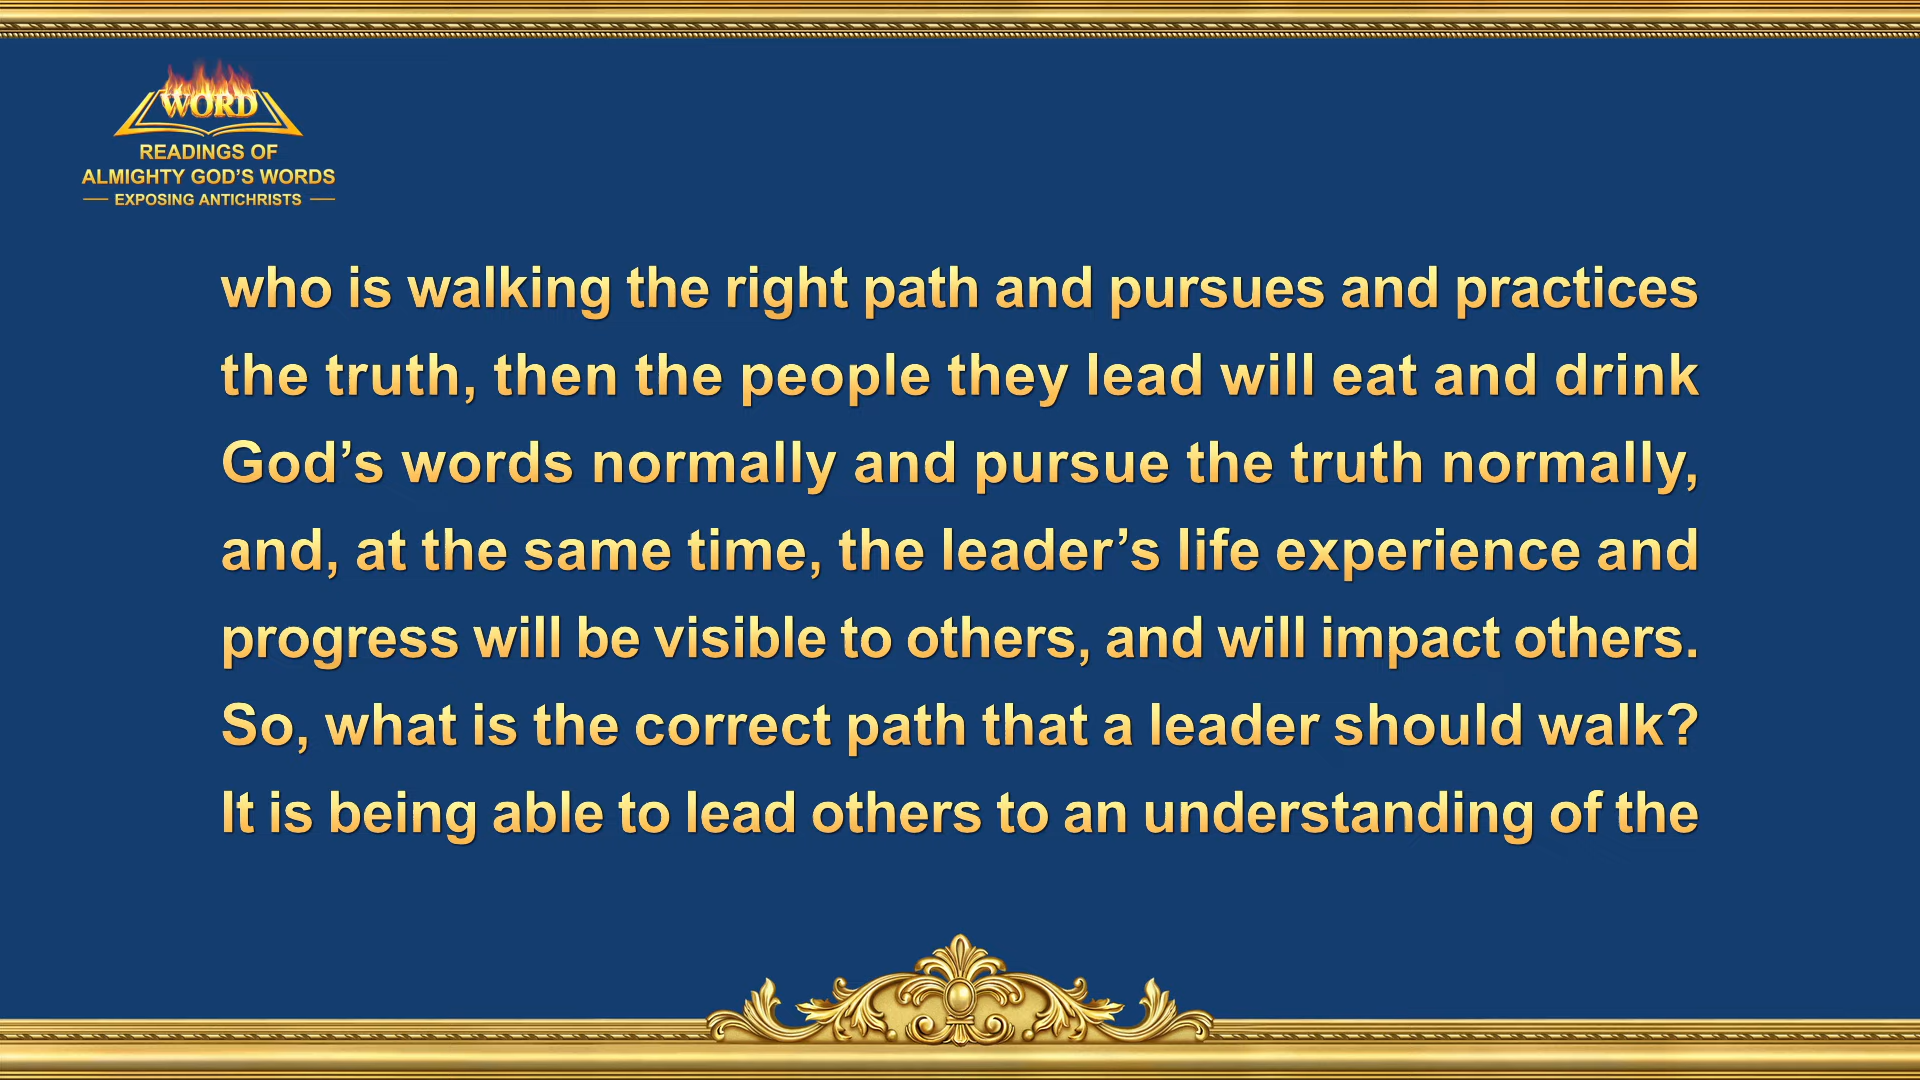 WORD
READINGS OF
ALMIGHTY GOD’S WORDS
EXPOSING ANTICHRISTS
who is walking the right path and pursues and practices
the truth, then the people they lead will eat and drink
God’s words normally and pursue the truth normally,
and, at the same time, the leader’s life experience and
progress will be visible to others, and will impact others.
So, what is the correct path that a leader should walk?
It is being able to lead others to an understanding of the